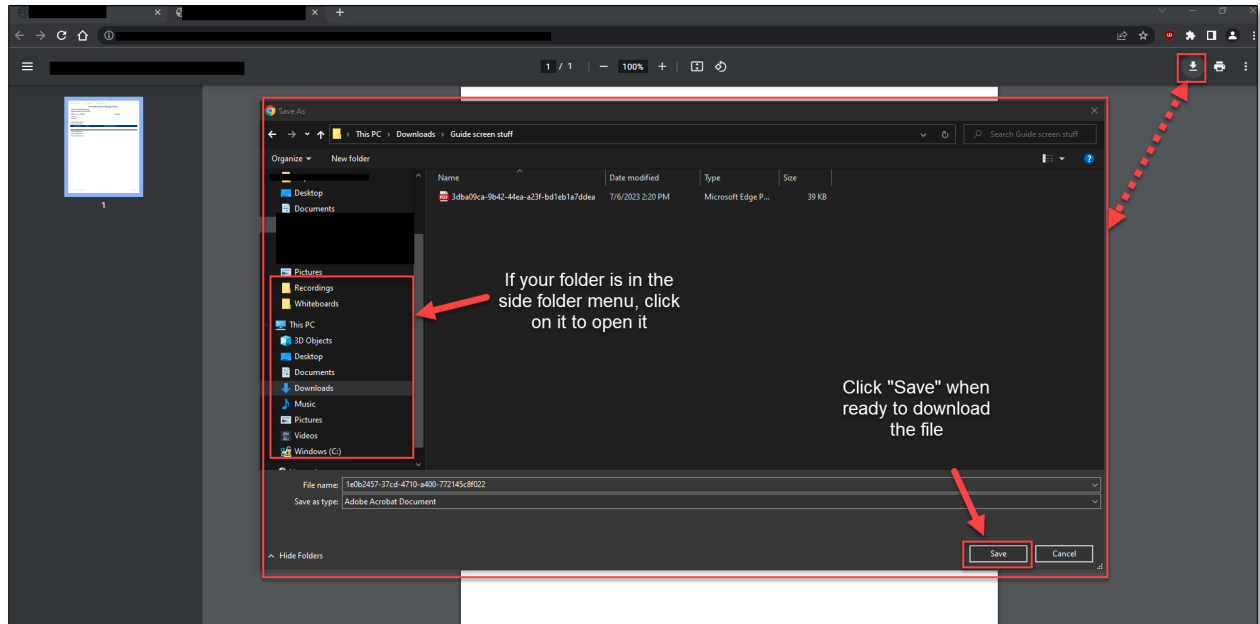 1 / 1
100%
1
Save As
This PC › Downloads › Guide screen stuff
Search Guide screen stuff
Organize
New folder
Name
Date modified
Type
Size
3dba09ca-9b42-44ea-a23f-bd1eb1a7ddea
7/6/2023 2:20 PM
Microsoft Edge P...
39 KB
Desktop
Documents
Pictures
Recordings
Whiteboards
This PC
3D Objects
Desktop
Documents
Downloads
Music
Pictures
Videos
Windows (C:)
If your folder is in the
side folder menu, click
on it to open it
Click "Save" when
ready to download
the file
File name: 1e0b2457-37cd-4710-a400-772145c8f022
Save as type: Adobe Acrobat Document
Hide Folders
Save
Cancel